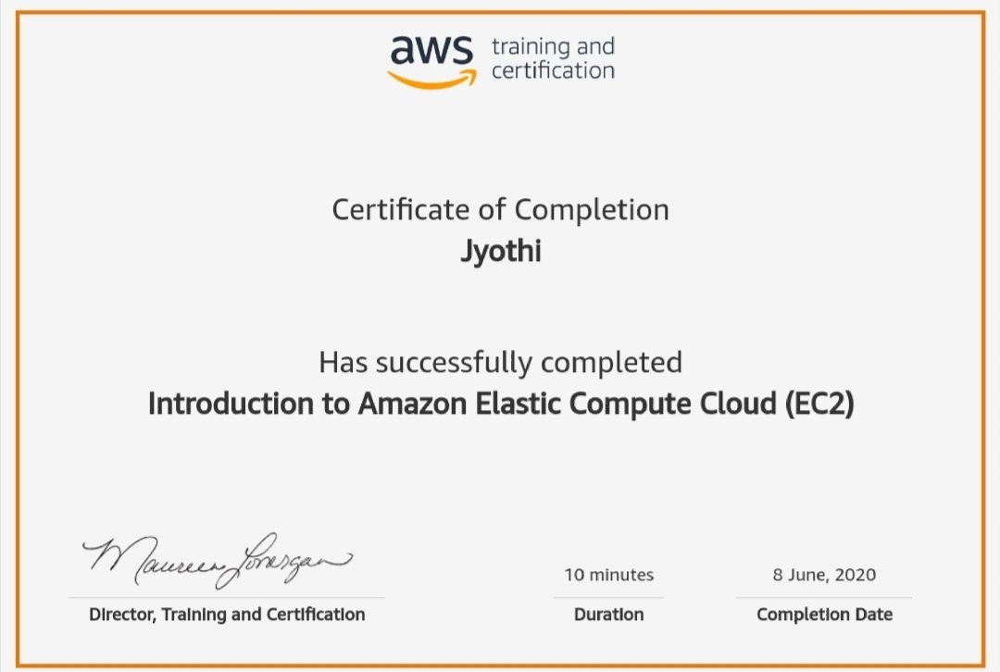 aws training and
certification
Certificate of Completion
Jyothi
Has successfully completed
Introduction to Amazon Elastic Compute Cloud (EC2)
Maureen Lonergan
10 minutes
8 June, 2020
Director, Training and Certification
Duration
Completion Date